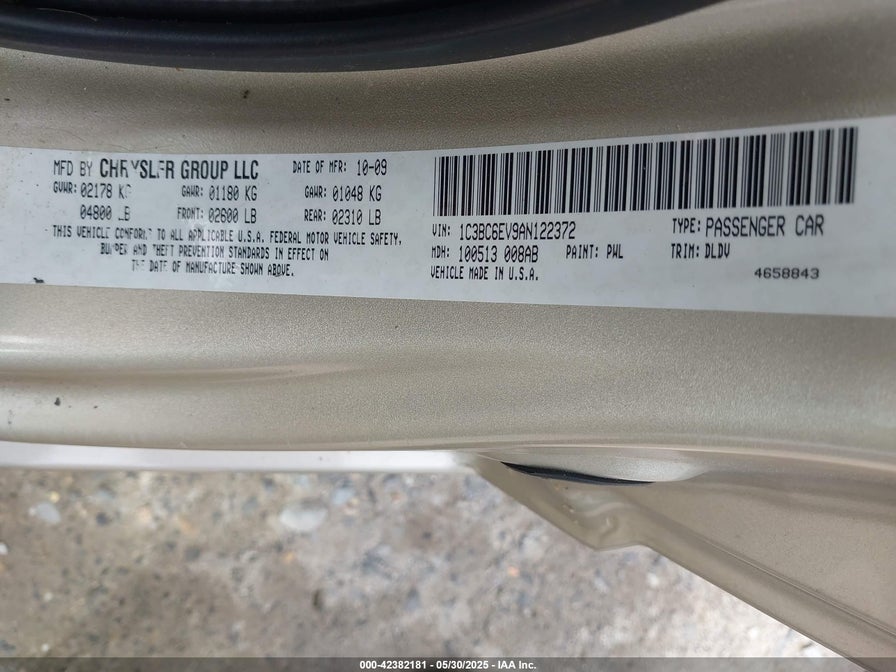 MFD BY CHRYSLER GROUP LLC DATE OF MFR: 10-09
GVWR: 02178 KG GAWR: 01180 KG GAWR: 01048 KG
04800 LB FRONT: 02600 LB REAR: 02310 LB
THIS VEHICLE CONFORMS TO ALL APPLICABLE U.S.A. FEDERAL MOTOR VEHICLE SAFETY,
BUMPER AND THEFT PREVENTION STANDARDS IN EFFECT ON
THE DATE OF MANUFACTURE SHOWN ABOVE.
VIN: 1C3BC6EV9AN122372 TYPE: PASSENGER CAR
MDH: 100513 008AB PAINT: PWL TRIM: DLDV
VEHICLE MADE IN U.S.A.
4658843
000-42382181 - 05/30/2025 - IAA Inc.